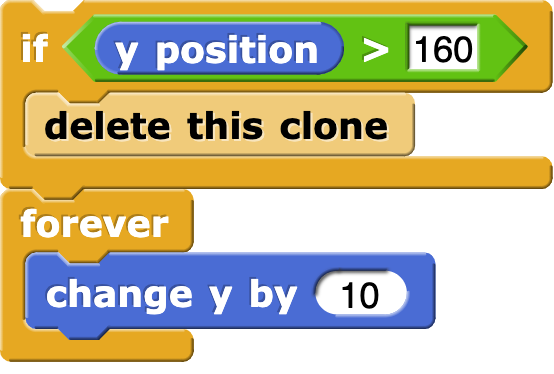 if y position > 160
delete this clone
forever
change y by 10